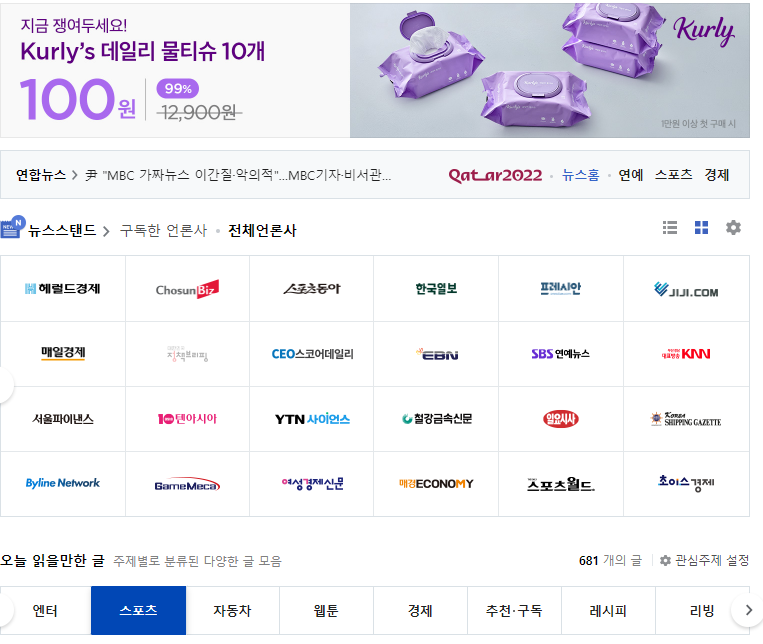 지금 쟁여두세요!
Kurly's 데일리 물티슈 10개
100원 99% 12,900원
Kurly
1만원 이상 첫 구매 시
연합뉴스 > 尹 "MBC 가짜뉴스 이간질·악의적"…MBC기자·비서관… Qatar2022 · 뉴스홈 · 연예 스포츠 경제
NEW N 뉴스스탠드 > 구독한 언론사 · 전체언론사
헤럴드경제 ChosunBiz 스포츠동아 한국일보 프레시안 JIJI.COM
매일경제 정책브리핑 CEO스코어데일리 EBN SBS 연예뉴스 KNN
서울파이낸스 10 텐아시아 YTN 사이언스 철강금속신문 일요시사 KOREA SHIPPING GAZETTE
Byline Network GameMeca 여성경제신문 매경ECONOMY 스포츠월드. 초이스경제
오늘 읽을만한 글 주제별로 분류된 다양한 글 모음 681 개의 글 관심주제 설정
엔터 스포츠 자동차 웹툰 경제 추천·구독 레시피 리빙 >